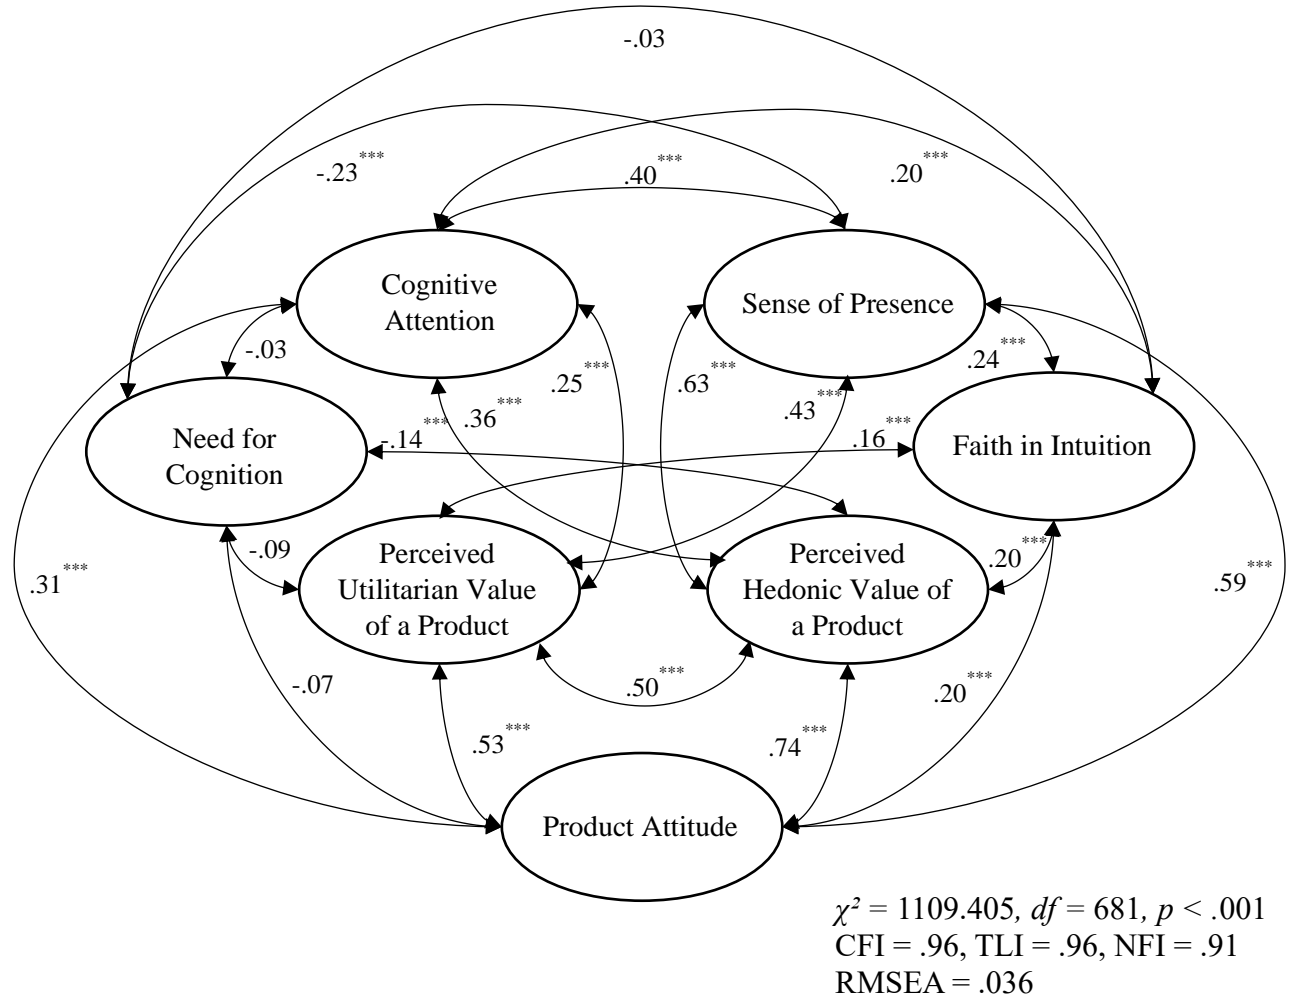 -.03
-.23***
.40***
.20***
Cognitive
Attention
Sense of Presence
-.03
.25***
.63***
.24***
.36***
.43***
-.14***
.16***
Need for
Cognition
Faith in Intuition
-.09
Perceived
Utilitarian Value
of a Product
Perceived
Hedonic Value of
a Product
.20***
.31***
.59***
-.07
.50***
.20***
.53***
.74***
Product Attitude
χ² = 1109.405, df = 681, p < .001
CFI = .96, TLI = .96, NFI = .91
RMSEA = .036